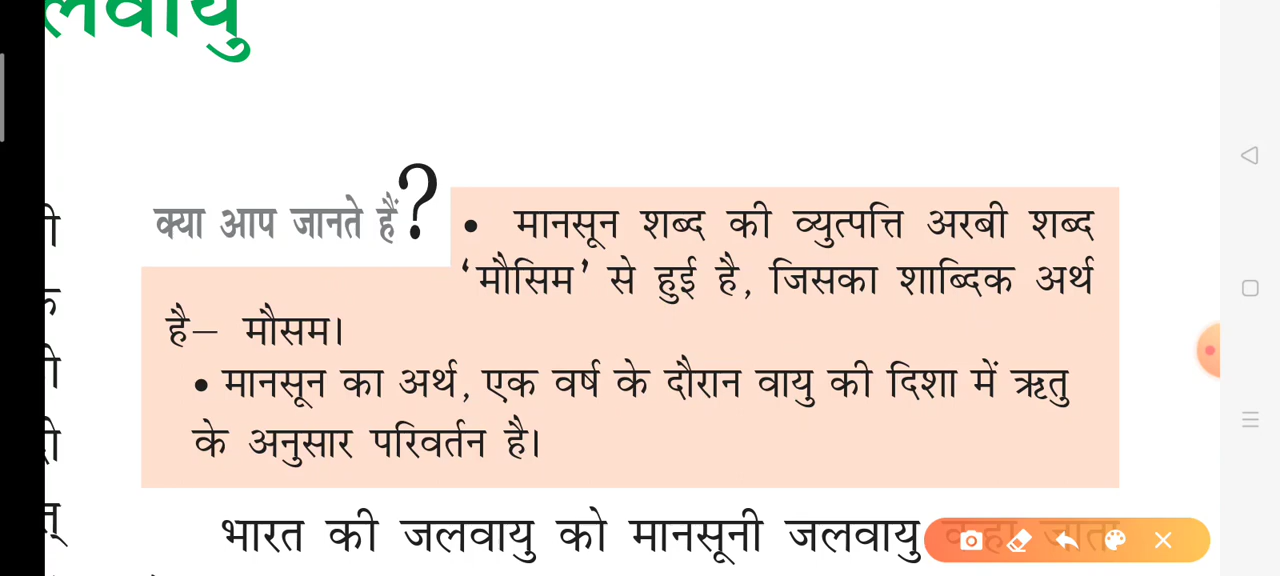 लवायु
क्या आप जानते हैं?
• मानसून शब्द की व्युत्पत्ति अरबी शब्द
‘मौसिम’ से हुई है, जिसका शाब्दिक अर्थ
है– मौसम।
• मानसून का अर्थ, एक वर्ष के दौरान वायु की दिशा में ऋतु
के अनुसार परिवर्तन है।
भारत की जलवायु को मानसूनी जलवायु कहा जाता